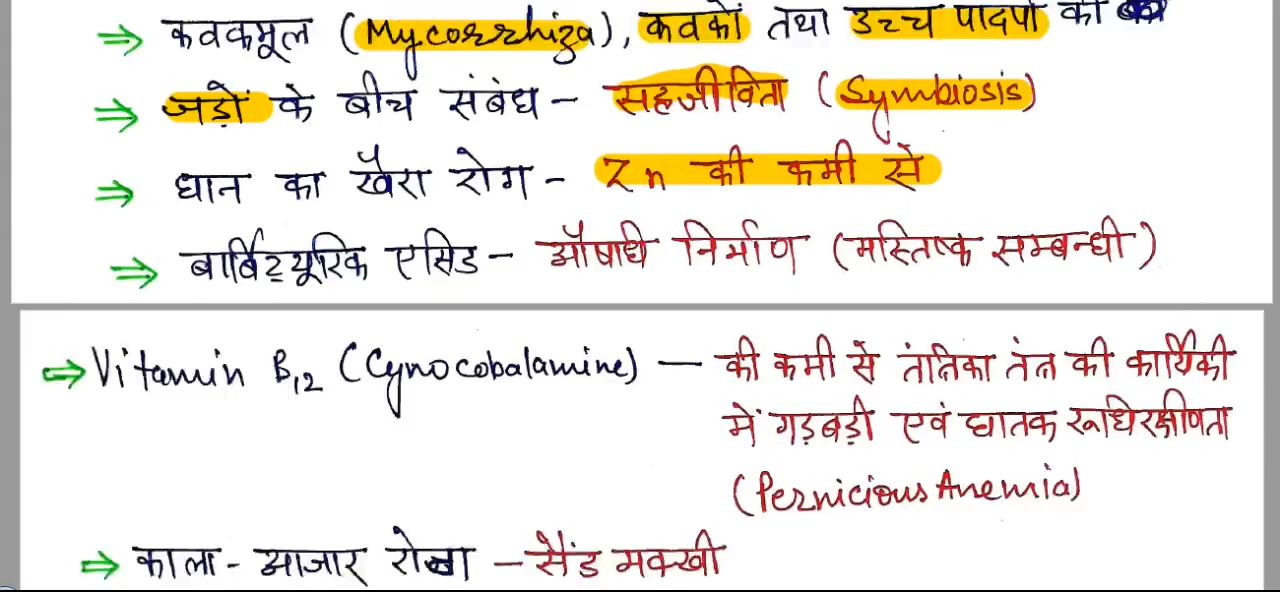 ⇒ कवकमूल (Mycorrhiza), कवकों तथा उच्च पादपों की
⇒ जड़ों के बीच संबंध - सहजीविता (Symbiosis)
⇒ धान का खैरा रोग - Zn की कमी से
⇒ बार्बिट्यूरिक एसिड - औषधि निर्माण (मस्तिष्क सम्बन्धी)
⇒ Vitamin B12 (Cynocobalamine) — की कमी से तंत्रिका तंत्र की कार्यिकी
में गड़बड़ी एवं घातक रूधिरक्षीणता
(Pernicious Anemia)
⇒ काला - आजार रोग - सैंड मक्खी